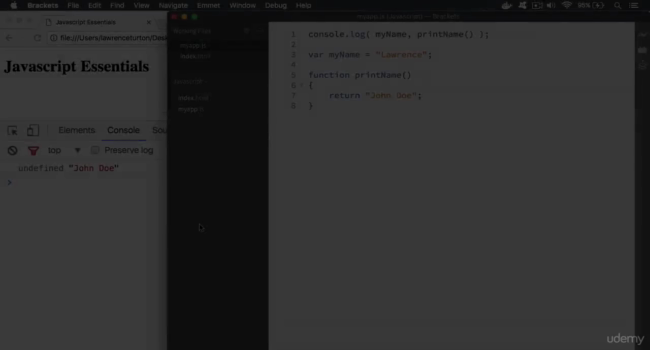 Brackets File Edit Find View Navigate Emmet Window Debug Help
Javascript Essentials
file:///Users/lawrenceturton/Des
Javascript Essentials
Elements Console Sou
top Preserve log
undefined "John Doe"
1 console.log( myName, printName() );
2
3 var myName = "Lawrence";
4
5 function printName()
6 {
7 return "John Doe";
8 }
udemy